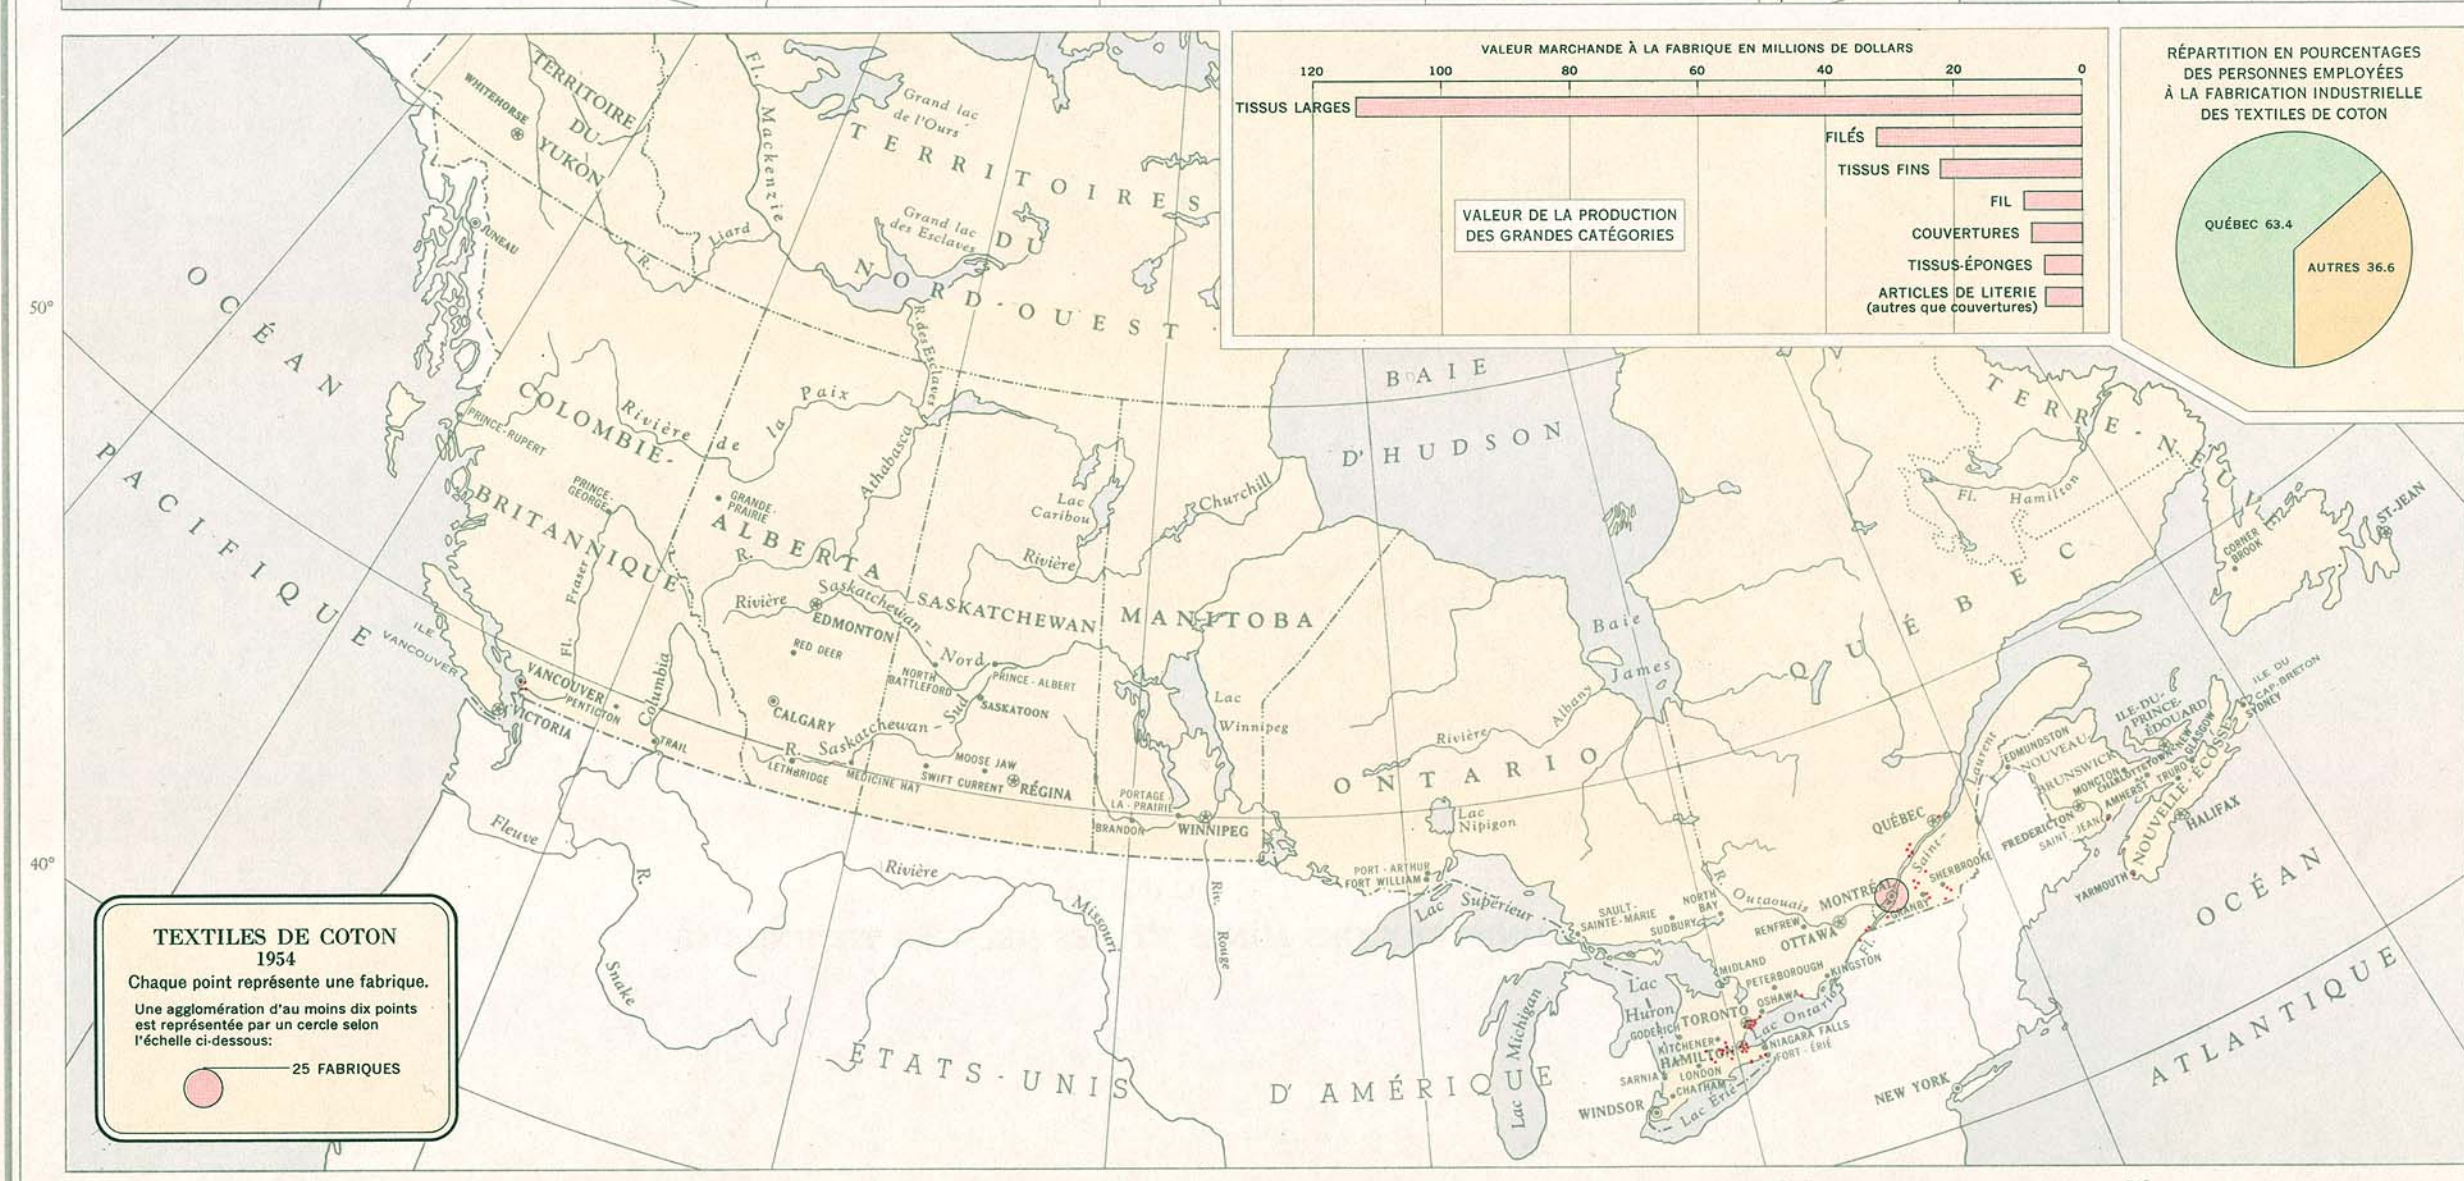 VALEUR MARCHANDE À LA FABRIQUE EN MILLIONS DE DOLLARS
120 100 80 60 40 20 0
TISSUS LARGES
FILÉS
TISSUS FINS
FIL
COUVERTURES
TISSUS-ÉPONGES
ARTICLES DE LITERIE
(autres que couvertures)
VALEUR DE LA PRODUCTION
DES GRANDES CATÉGORIES
RÉPARTITION EN POURCENTAGES
DES PERSONNES EMPLOYÉES
À LA FABRICATION INDUSTRIELLE
DES TEXTILES DE COTON
QUÉBEC 63.4
AUTRES 36.6
50°
40°
OCÉAN
PACIFIQUE
TERRITOIRE
DU
YUKON
WHITEHORSE
JUNEAU
Fl. Mackenzie
Grand lac
de l'Ours
TERRITOIRES
DU
NORD-OUEST
Grand lac
des Esclaves
R. Liard
R. des Esclaves
COLOMBIE-
BRITANNIQUE
PRINCE-RUPERT
PRINCE-
GEORGE
Rivière de la Paix
GRANDE-
PRAIRIE
Athabasca
R.
ALBERTA
Lac
Caribou
Churchill
Rivière
BAIE
D'HUDSON
TERRE-NEUVE
Fl. Hamilton
CORNER
BROOK
ST-JEAN
QUÉBEC
SASKATCHEWAN
MANITOBA
Fl. Fraser
Rivière Saskatchewan-Nord
EDMONTON
RED DEER
NORTH
BATTLEFORD
PRINCE-ALBERT
SASKATOON
CALGARY
R. Saskatchewan-Sud
ILE
VANCOUVER
VANCOUVER
PENTICTON
VICTORIA
Columbia
TRAIL
LETHBRIDGE
MEDICINE HAT
SWIFT CURRENT
MOOSE JAW
RÉGINA
PORTAGE-
LA-PRAIRIE
BRANDON
WINNIPEG
Lac
Winnipeg
Baie
James
Rivière Albany
ONTARIO
Lac
Nipigon
PORT-ARTHUR
FORT WILLIAM
Lac Supérieur
SAULT-
SAINTE-MARIE
SUDBURY
NORTH
BAY
R. Outaouais
RENFREW
OTTAWA
MONTRÉAL
GRANBY
SHERBROOKE
QUÉBEC
Fl. Saint-Laurent
EDMUNDSTON
NOUVEAU-
BRUNSWICK
ILE-DU-
PRINCE-
ÉDOUARD
ILE DU
CAP-BRETON
SYDNEY
NEW
GLASGOW
CHARLOTTETOWN
MONCTON
TRURO
AMHERST
FREDERICTON
SAINT-JEAN
NOUVELLE-ÉCOSSE
HALIFAX
YARMOUTH
MIDLAND
PETERBOROUGH
KINGSTON
OSHAWA
Lac
Huron
TORONTO
Lac Ontario
GODERICH
KITCHENER
HAMILTON
NIAGARA FALLS
FORT-ÉRIÉ
SARNIA
LONDON
CHATHAM
WINDSOR
Lac Érié
Lac Michigan
Fleuve
R. Snake
Rivière Missouri
Riv. Rouge
ÉTATS-UNIS D'AMÉRIQUE
NEW YORK
OCÉAN
ATLANTIQUE
TEXTILES DE COTON
1954
Chaque point représente une fabrique.
Une agglomération d'au moins dix points
est représentée par un cercle selon
l'échelle ci-dessous:
25 FABRIQUES